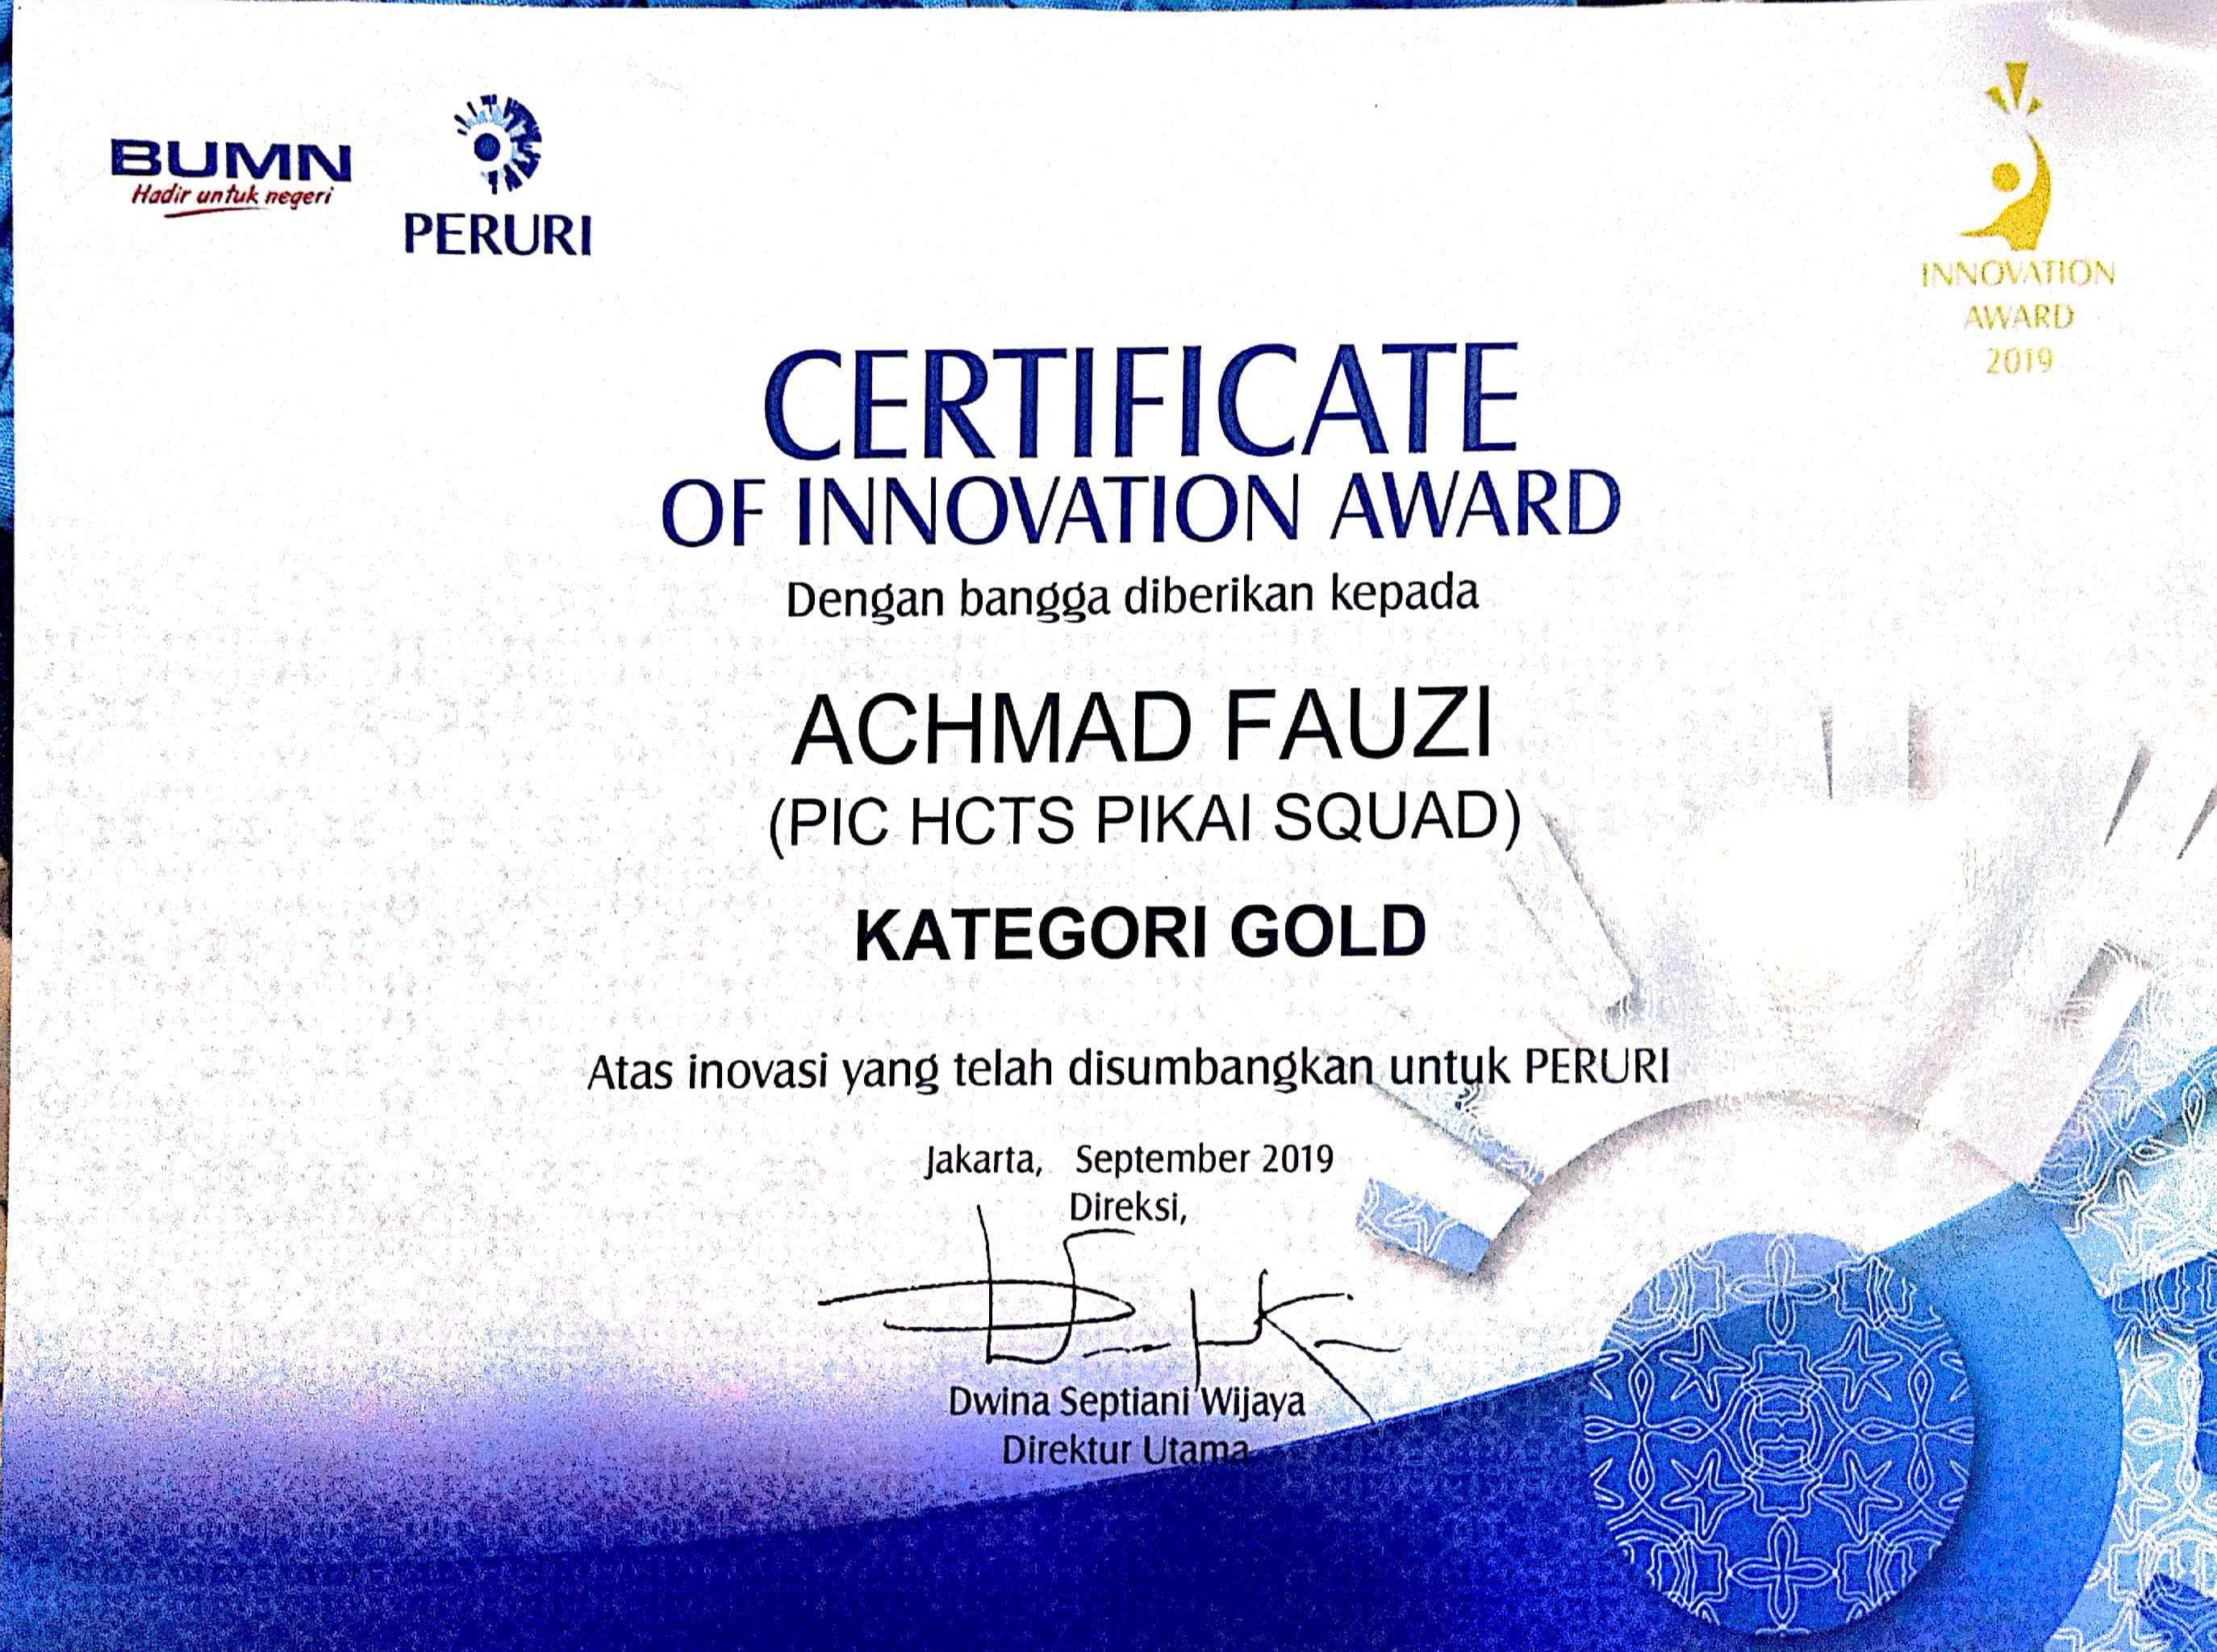 BUMN
Hadir untuk negeri
PERURI
INNOVATION
AWARD
2019
CERTIFICATE
OF INNOVATION AWARD
Dengan bangga diberikan kepada
ACHMAD FAUZI
(PIC HCTS PIKAI SQUAD)
KATEGORI GOLD
Atas inovasi yang telah disumbangkan untuk PERURI
Jakarta, September 2019
Direksi,
Dwina Septiani Wijaya
Direktur Utama